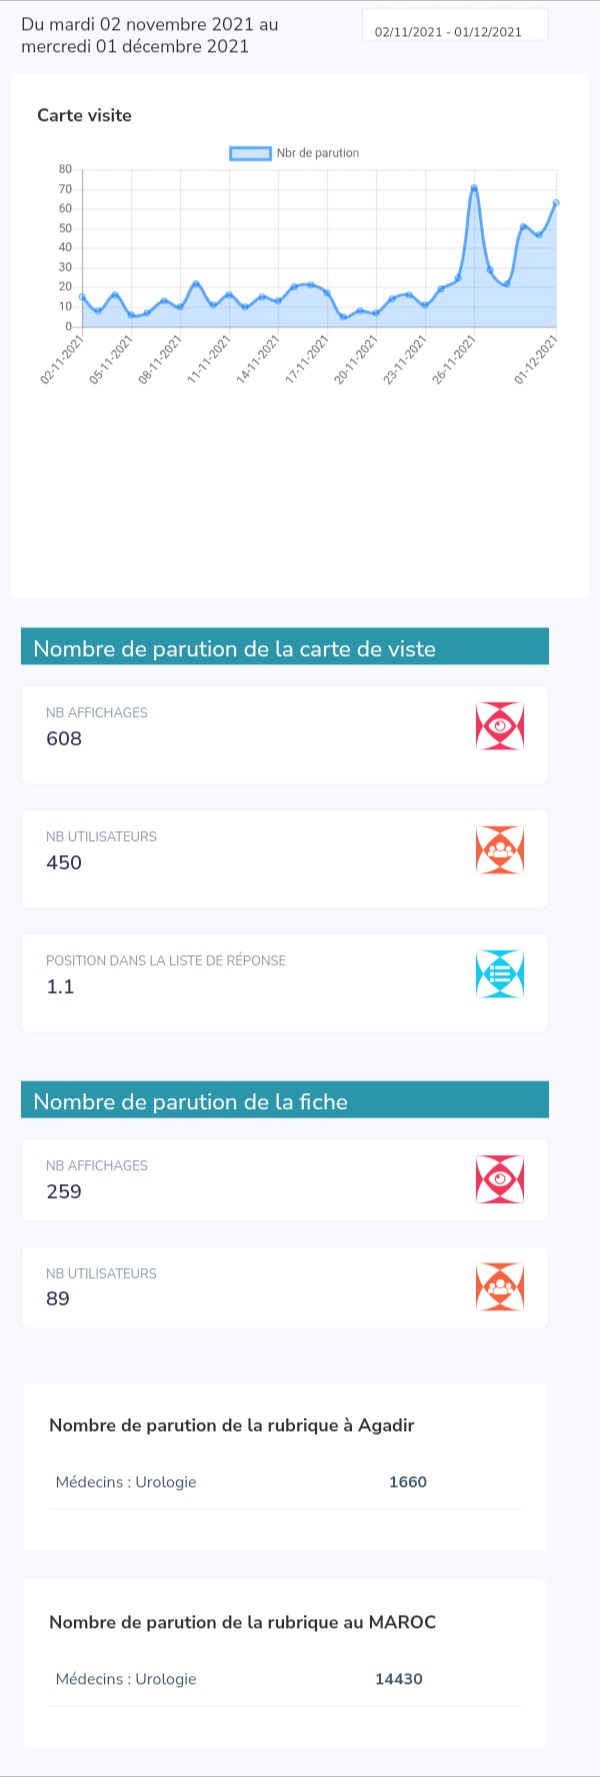 Du mardi 02 novembre 2021 au
mercredi 01 décembre 2021
02/11/2021 - 01/12/2021
Carte visite
Nbr de parution
80
70
60
50
40
30
20
10
0
02-11-2021
05-11-2021
08-11-2021
11-11-2021
14-11-2021
17-11-2021
20-11-2021
23-11-2021
26-11-2021
01-12-2021
Nombre de parution de la carte de viste
NB AFFICHAGES
608
NB UTILISATEURS
450
POSITION DANS LA LISTE DE RÉPONSE
1.1
Nombre de parution de la fiche
NB AFFICHAGES
259
NB UTILISATEURS
89
Nombre de parution de la rubrique à Agadir
Médecins : Urologie 1660
Nombre de parution de la rubrique au MAROC
Médecins : Urologie 14430